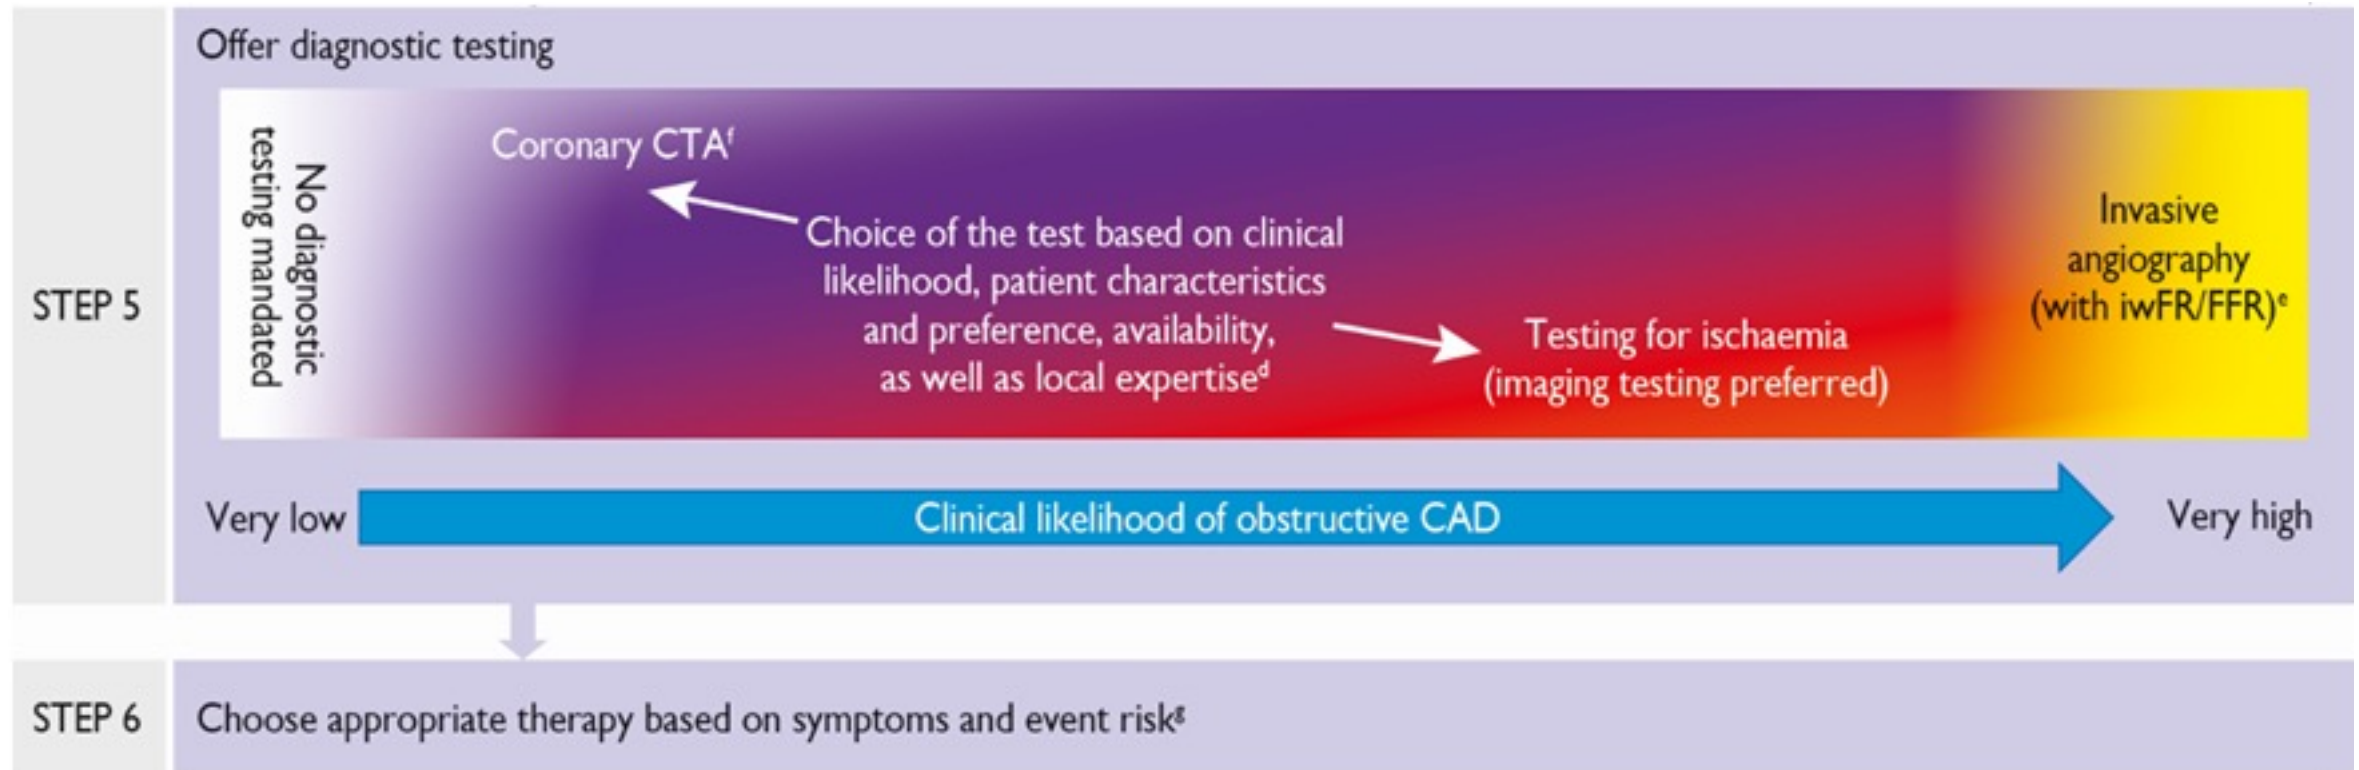 Offer diagnostic testing
No diagnostic
testing mandated
Coronary CTAᶠ
Choice of the test based on clinical
likelihood, patient characteristics
and preference, availability,
as well as local expertiseᵈ
Testing for ischaemia
(imaging testing preferred)
Invasive
angiography
(with iwFR/FFR)ᵉ
STEP 5
Very low
Clinical likelihood of obstructive CAD
Very high
STEP 6
Choose appropriate therapy based on symptoms and event riskᵍ